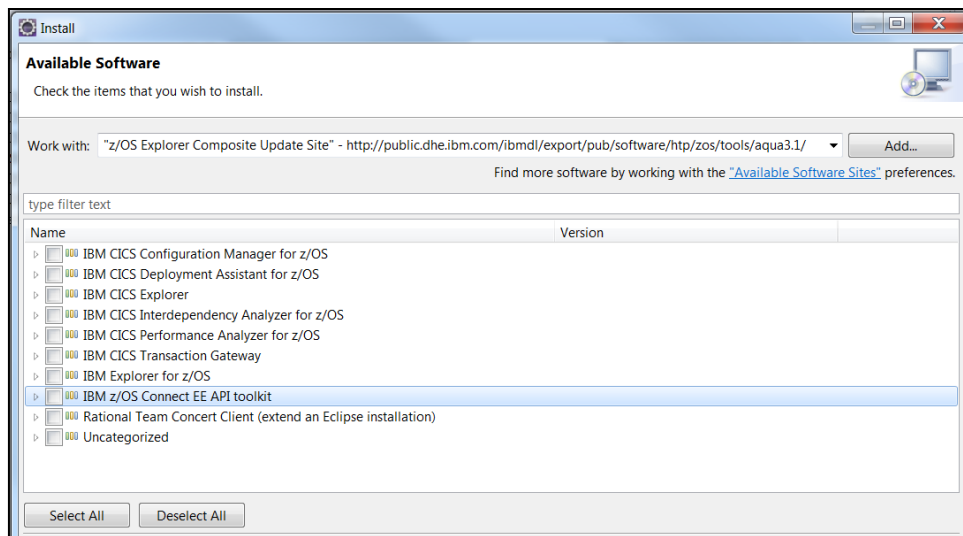 Install
Available Software
Check the items that you wish to install.
Work with: "z/OS Explorer Composite Update Site" - http://public.dhe.ibm.com/ibmdl/export/pub/software/htp/zos/tools/aqua3.1/ Add...
Find more software by working with the "Available Software Sites" preferences.
type filter text
Name Version
IBM CICS Configuration Manager for z/OS
IBM CICS Deployment Assistant for z/OS
IBM CICS Explorer
IBM CICS Interdependency Analyzer for z/OS
IBM CICS Performance Analyzer for z/OS
IBM CICS Transaction Gateway
IBM Explorer for z/OS
IBM z/OS Connect EE API toolkit
Rational Team Concert Client (extend an Eclipse installation)
Uncategorized
Select All Deselect All